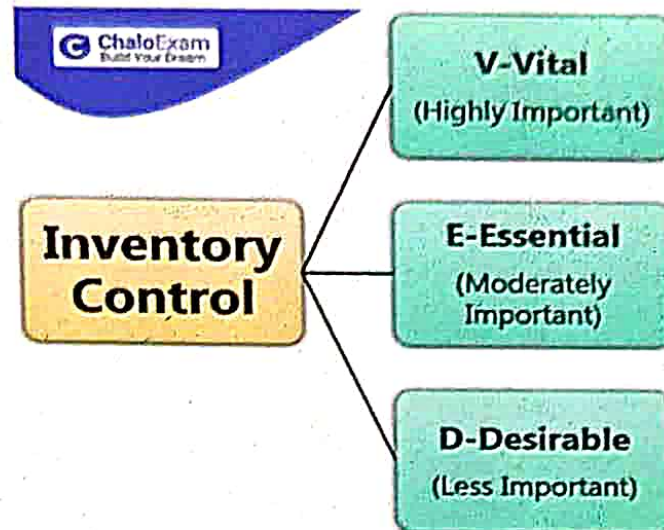 ChaloExam
Build Your Dream
V-Vital
(Highly Important)
Inventory
Control
E-Essential
(Moderately
Important)
D-Desirable
(Less Important)